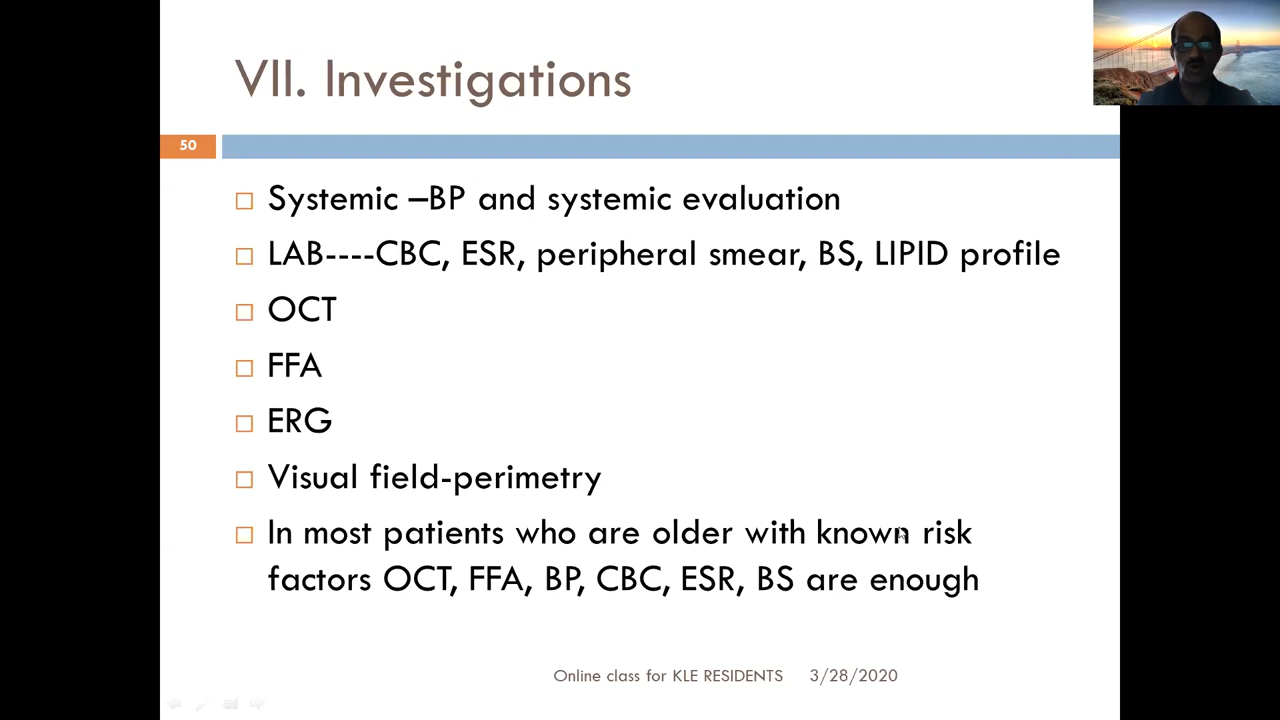 VII. Investigations
50
Systemic –BP and systemic evaluation
LAB----CBC, ESR, peripheral smear, BS, LIPID profile
OCT
FFA
ERG
Visual field-perimetry
In most patients who are older with known risk
factors OCT, FFA, BP, CBC, ESR, BS are enough
Online class for KLE RESIDENTS 3/28/2020